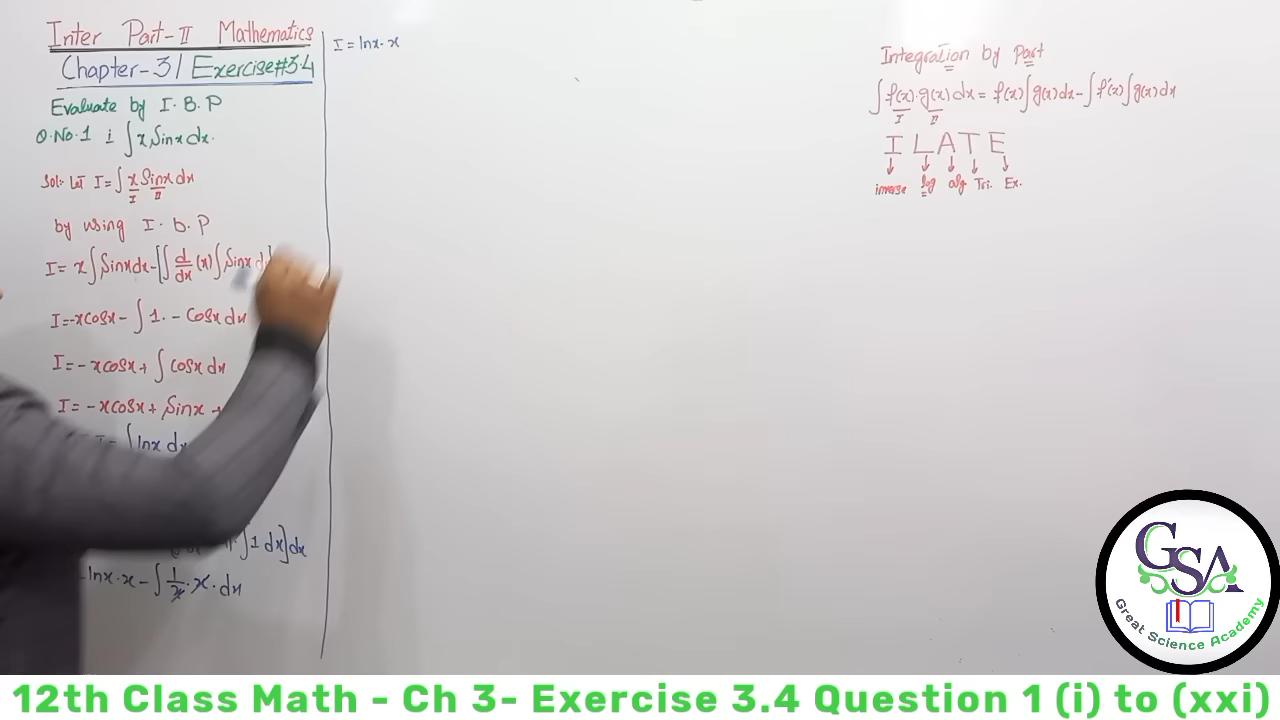 Inter Part-II Mathematics
Chapter-3/ Exercise#3.4
Evaluate by I.B.P
Q.No.1 i ∫x Sinx dx.
Sol: Let I=∫x Sinx dx
I II
by using I.b.P
I= x∫Sinxdx-[∫d/dx (x)∫Sinx dx]
I=-xCosx-∫1.-Cosx dx
I=-xCosx+∫Cosx dx
I=-xCosx+Sinx+
I=∫lnx dx
∫1 dx]dx
lnx·x-∫1/x·x·dx
I=lnx·x
Integration by Part
∫f(x).g(x)dx= f(x)∫g(x)dx-∫f'(x)∫g(x)dx
I II
I L A T E
inverse log alg Tri. Ex.
GSA
Great Science Academy
12th Class Math - Ch 3- Exercise 3.4 Question 1 (i) to (xxi)